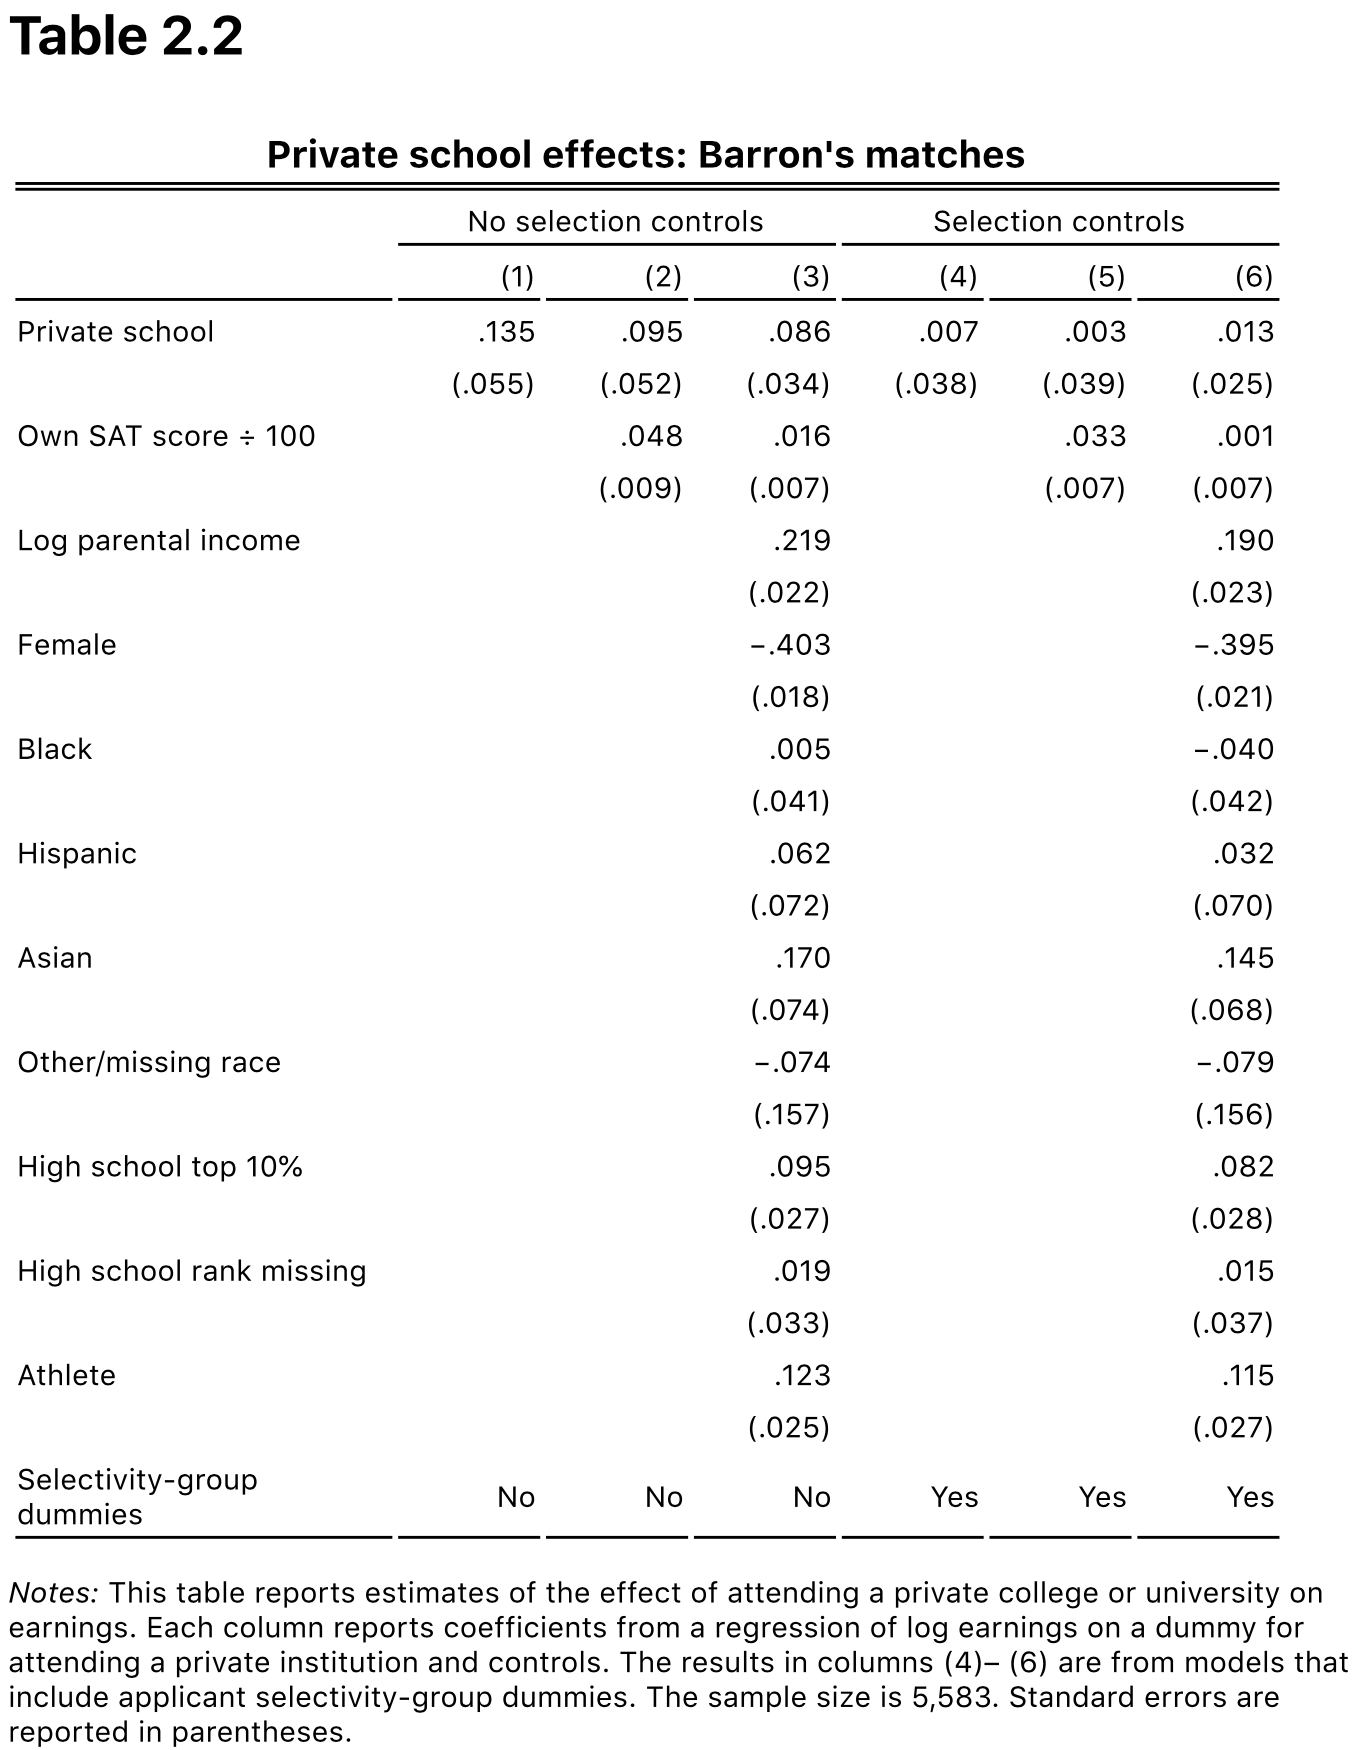 Table 2.2
Private school effects: Barron's matches
No selection controls Selection controls
(1) (2) (3) (4) (5) (6)
Private school .135 .095 .086 .007 .003 .013
(.055) (.052) (.034) (.038) (.039) (.025)
Own SAT score ÷ 100 .048 .016 .033 .001
(.009) (.007) (.007) (.007)
Log parental income .219 .190
(.022) (.023)
Female −.403 −.395
(.018) (.021)
Black .005 −.040
(.041) (.042)
Hispanic .062 .032
(.072) (.070)
Asian .170 .145
(.074) (.068)
Other/missing race −.074 −.079
(.157) (.156)
High school top 10% .095 .082
(.027) (.028)
High school rank missing .019 .015
(.033) (.037)
Athlete .123 .115
(.025) (.027)
Selectivity-group
dummies No No No Yes Yes Yes
Notes: This table reports estimates of the effect of attending a private college or university on
earnings. Each column reports coefficients from a regression of log earnings on a dummy for
attending a private institution and controls. The results in columns (4)– (6) are from models that
include applicant selectivity-group dummies. The sample size is 5,583. Standard errors are
reported in parentheses.